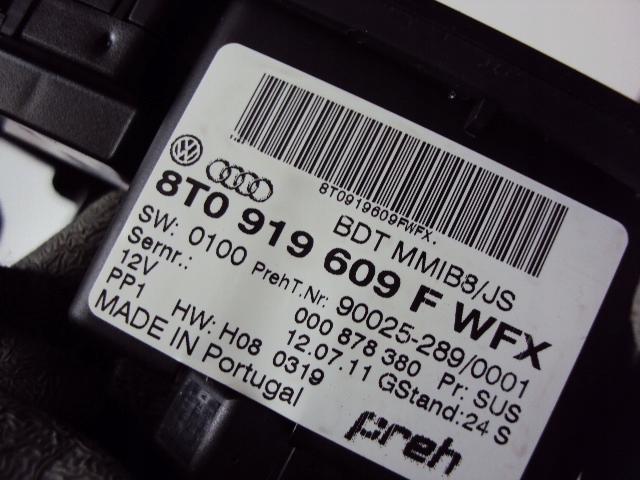 8T0919609FWFX.
BDT MMIB8/JS
8T0 919 609 F WFX
SW: 0100 PrehT.Nr: 90025-289/0001
Sernr.: 000 878 380 Pr: SUS
12V HW: H08 12.07.11 GStand: 24 S
PP1 0319
MADE IN Portugal
preh